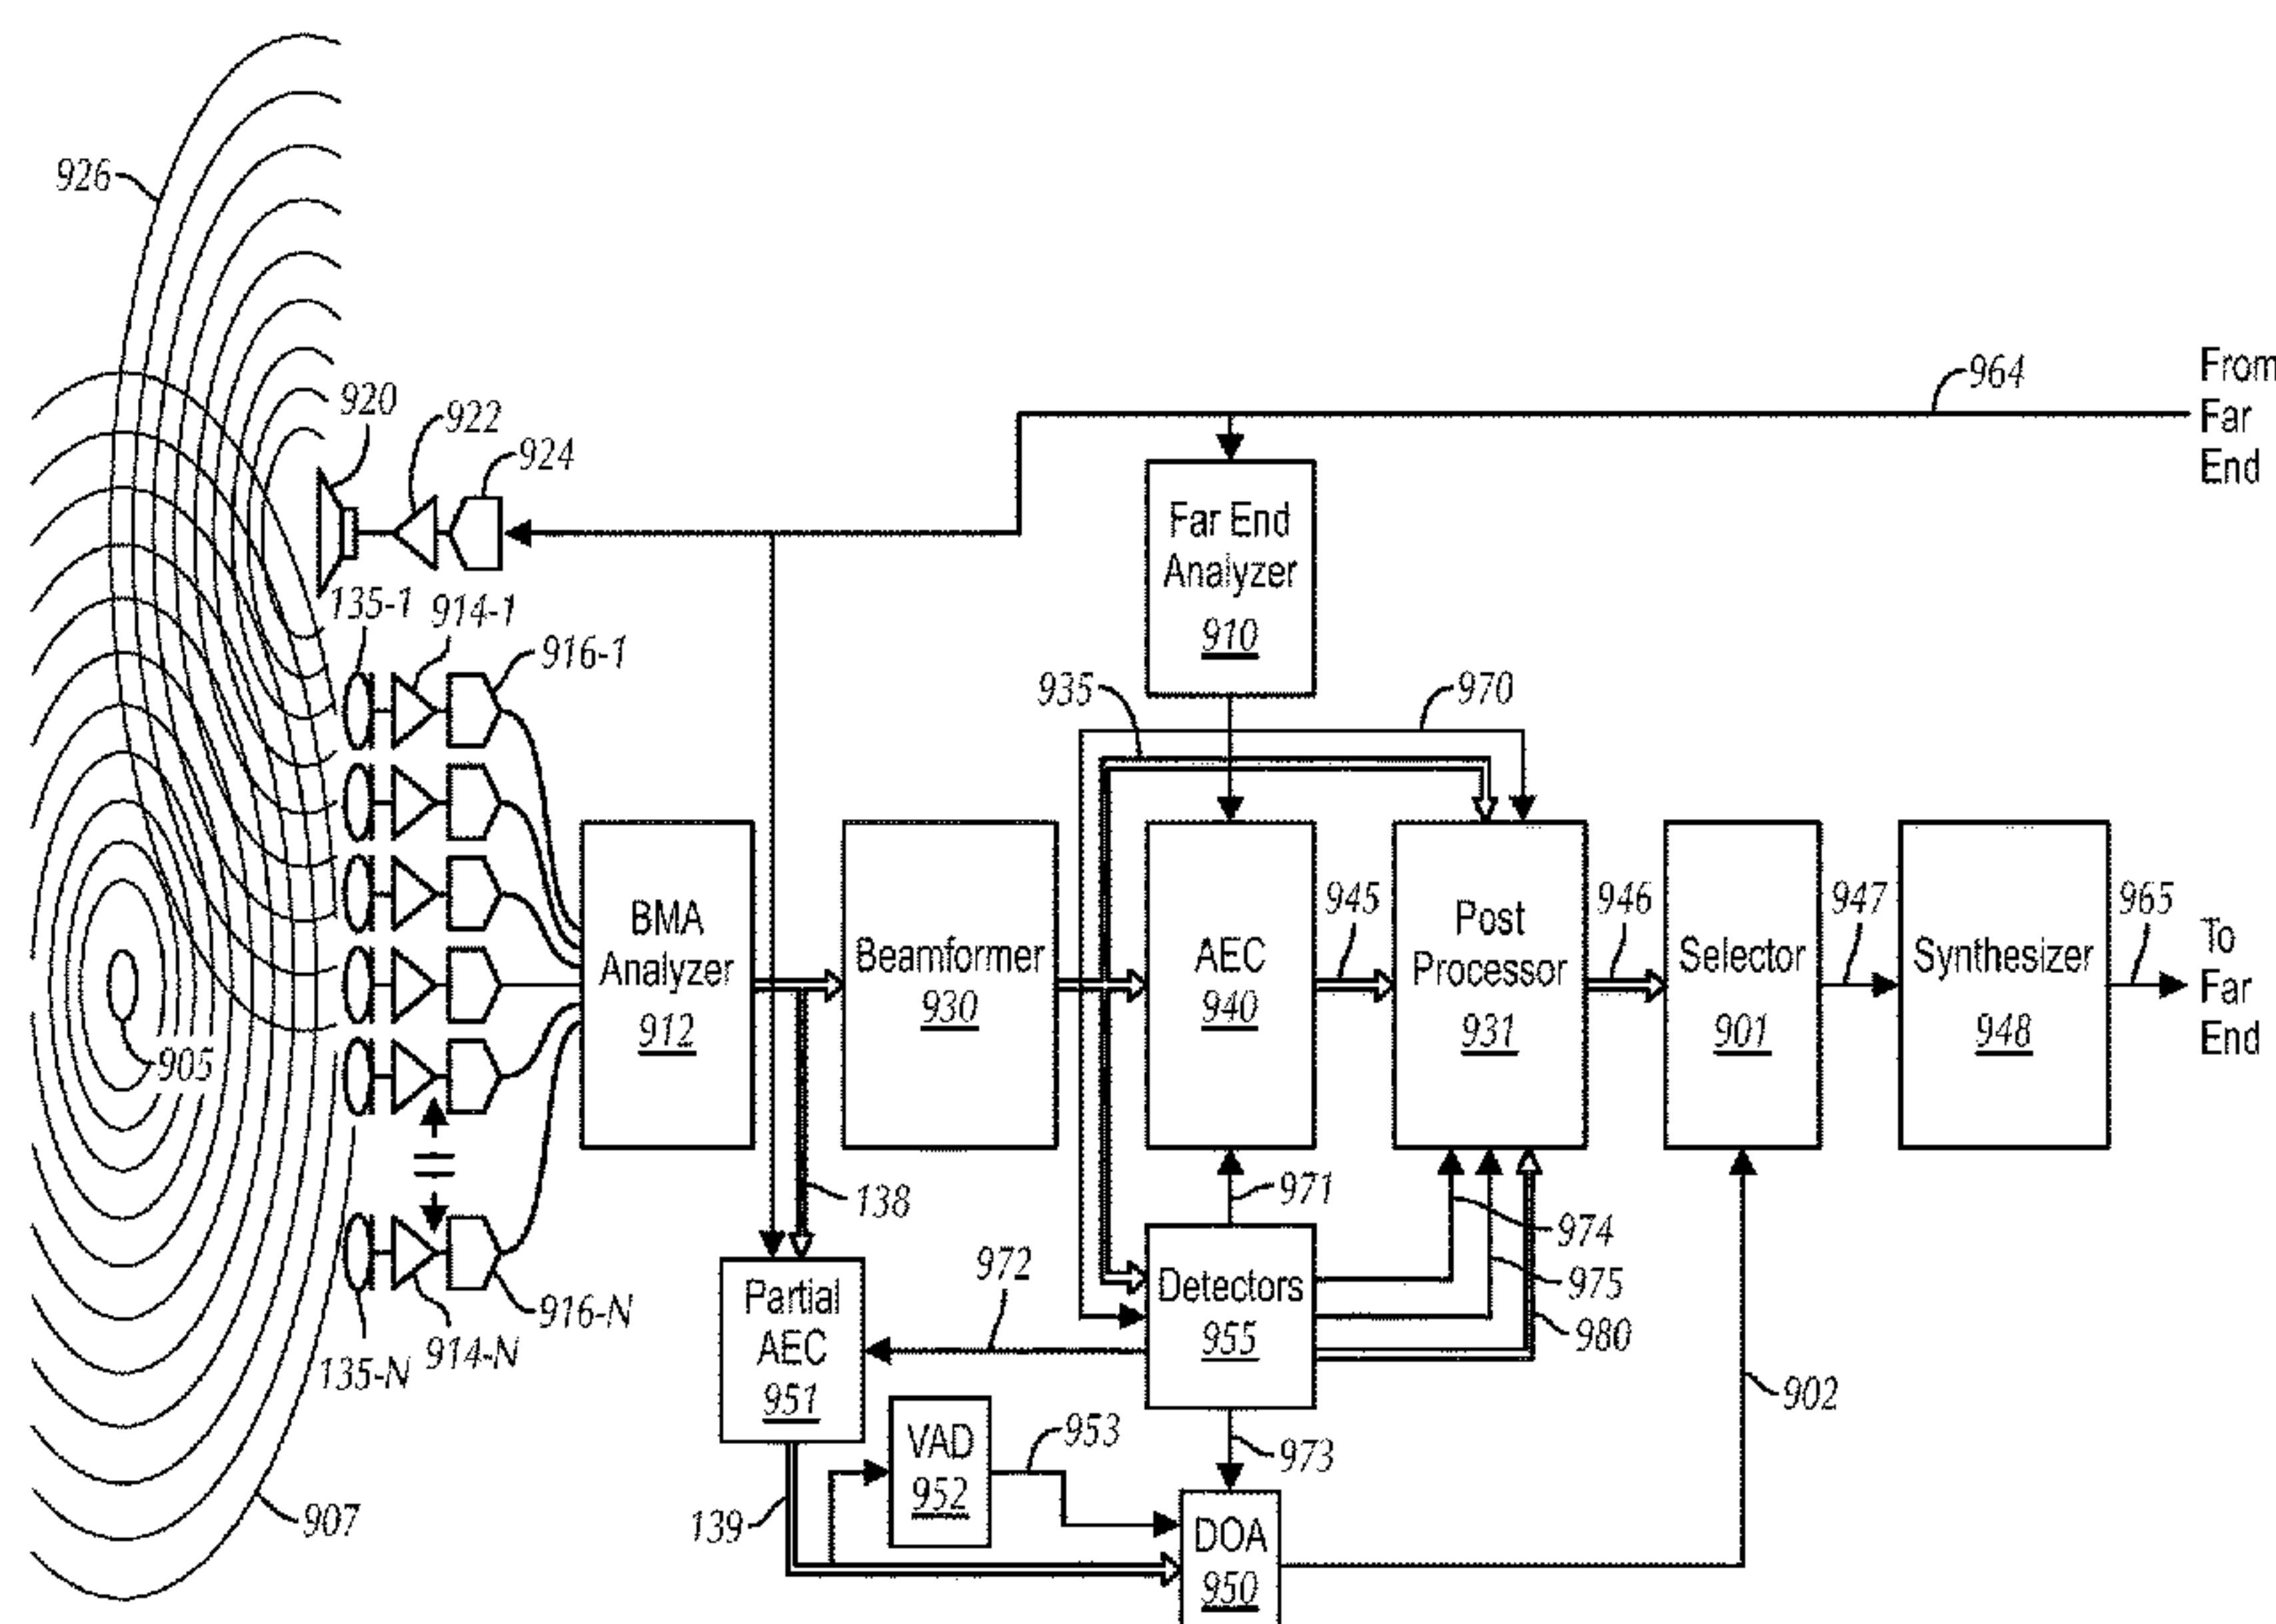 926
920
922
924
964
From
Far
End
Far End
Analyzer
910
135-1
914-1
916-1
935
970
BMA
Analyzer
912
Beamformer
930
AEC
940
945
Post
Processor
931
946
Selector
901
947
Synthesizer
948
965
To
Far
End
905
138
971
974
975
980
135-N
914-N
916-N
Partial
AEC
951
972
Detectors
955
902
VAD
952
953
973
139
DOA
950
907